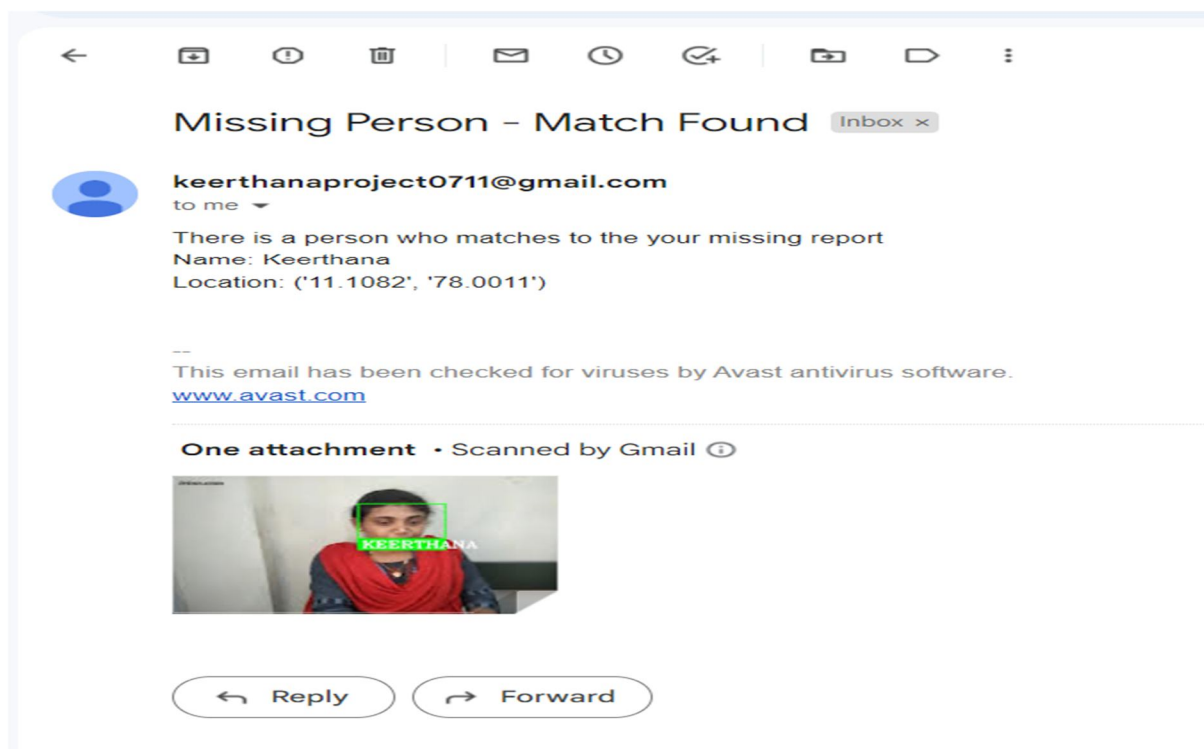 Missing Person - Match Found Inbox ×
keerthanaproject0711@gmail.com
to me
There is a person who matches to the your missing report
Name: Keerthana
Location: ('11.1082', '78.0011')
--
This email has been checked for viruses by Avast antivirus software.
www.avast.com
One attachment • Scanned by Gmail
KEERTHANA
Reply
Forward